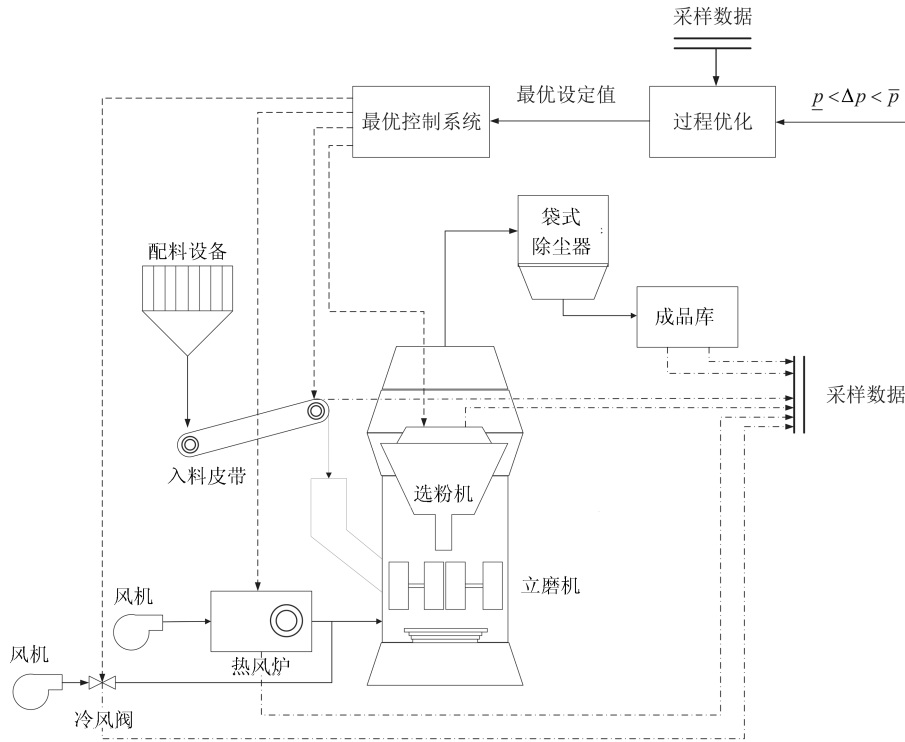 采样数据
最优设定值
p < Δp < p̅
最优控制系统
过程优化
袋式
除尘器
配料设备
成品库
采样数据
入料皮带
选粉机
立磨机
风机
热风炉
风机
冷风阀